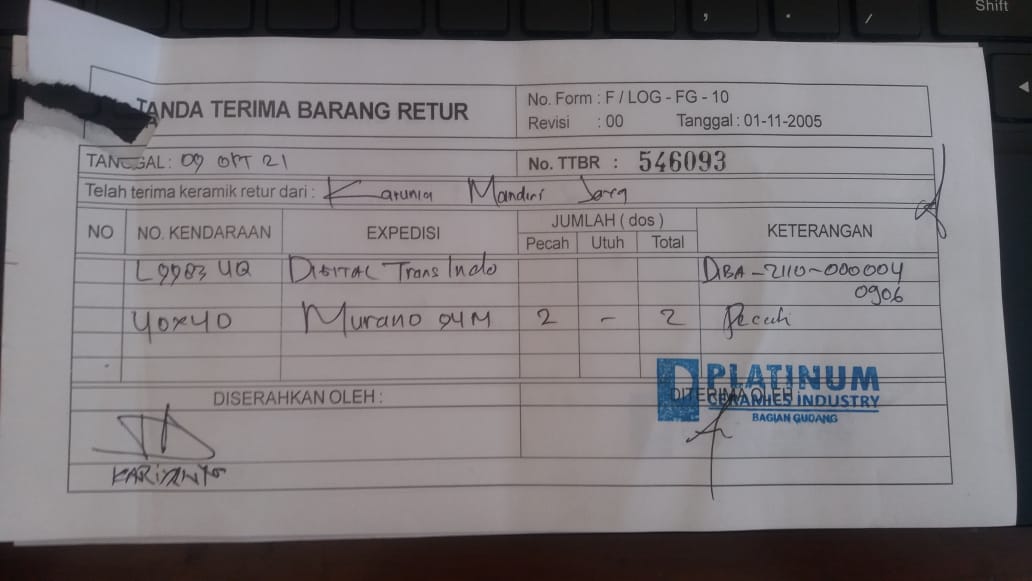 TANDA TERIMA BARANG RETUR
No. Form : F / LOG - FG - 10
Revisi : 00 Tanggal : 01-11-2005
TANGGAL : 09 OKT 21
No. TTBR : 546093
Telah terima keramik retur dari : Karunia Mandiri Jaya
NO NO. KENDARAAN EXPEDISI JUMLAH ( dos ) KETERANGAN
Pecah Utuh Total
L 9983 UQ DIGITAL Trans Indo DBA-2110-000004
0906
40x40 Murano 04M 2 - 2 Pecah
DISERAHKAN OLEH : DITERIMA OLEH
PLATINUM
CERAMICS INDUSTRY
BAGIAN GUDANG
KARIYANTO
Shift